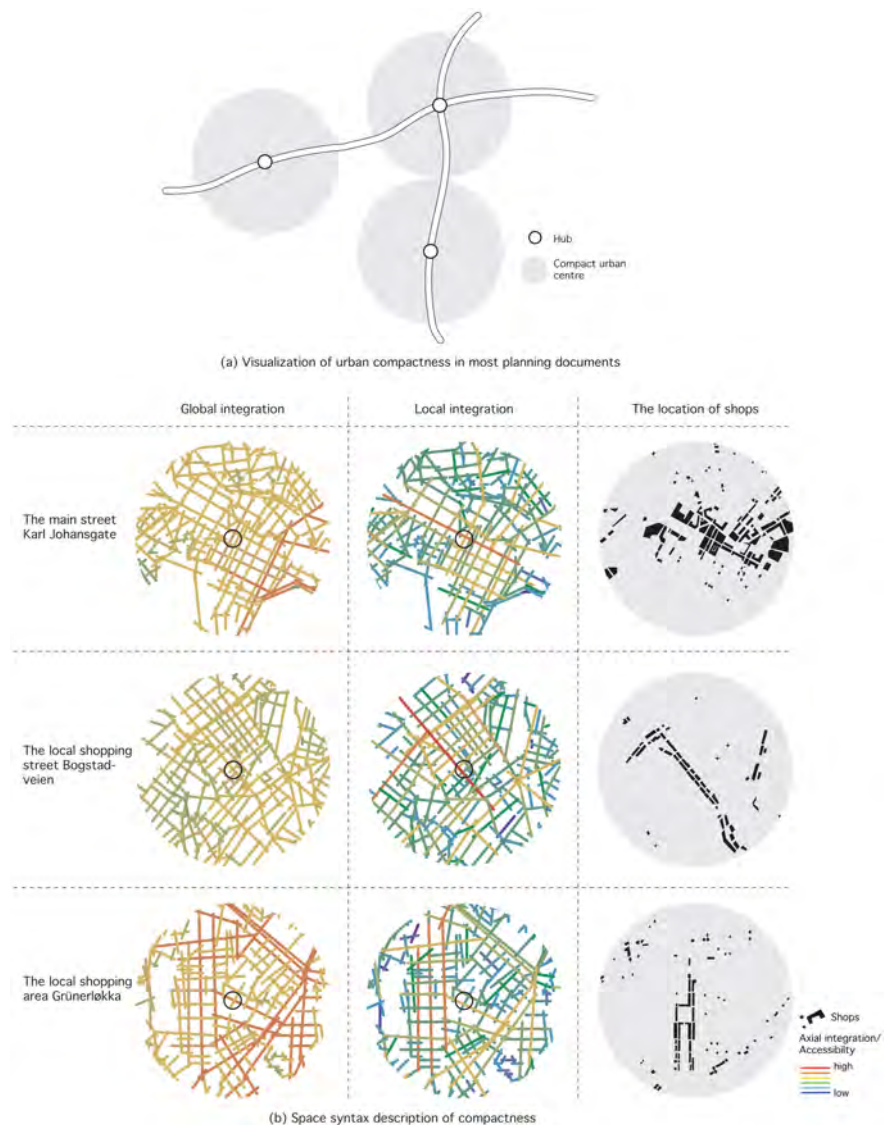 Hub
Compact urban
centre
(a) Visualization of urban compactness in most planning documents
Global integration
Local integration
The location of shops
The main street
Karl Johansgate
The local shopping
street Bogstad-
veien
The local shopping
area Grünerløkka
Shops
Axial integration/
Accessibilty
high
low
(b) Space syntax description of compactness